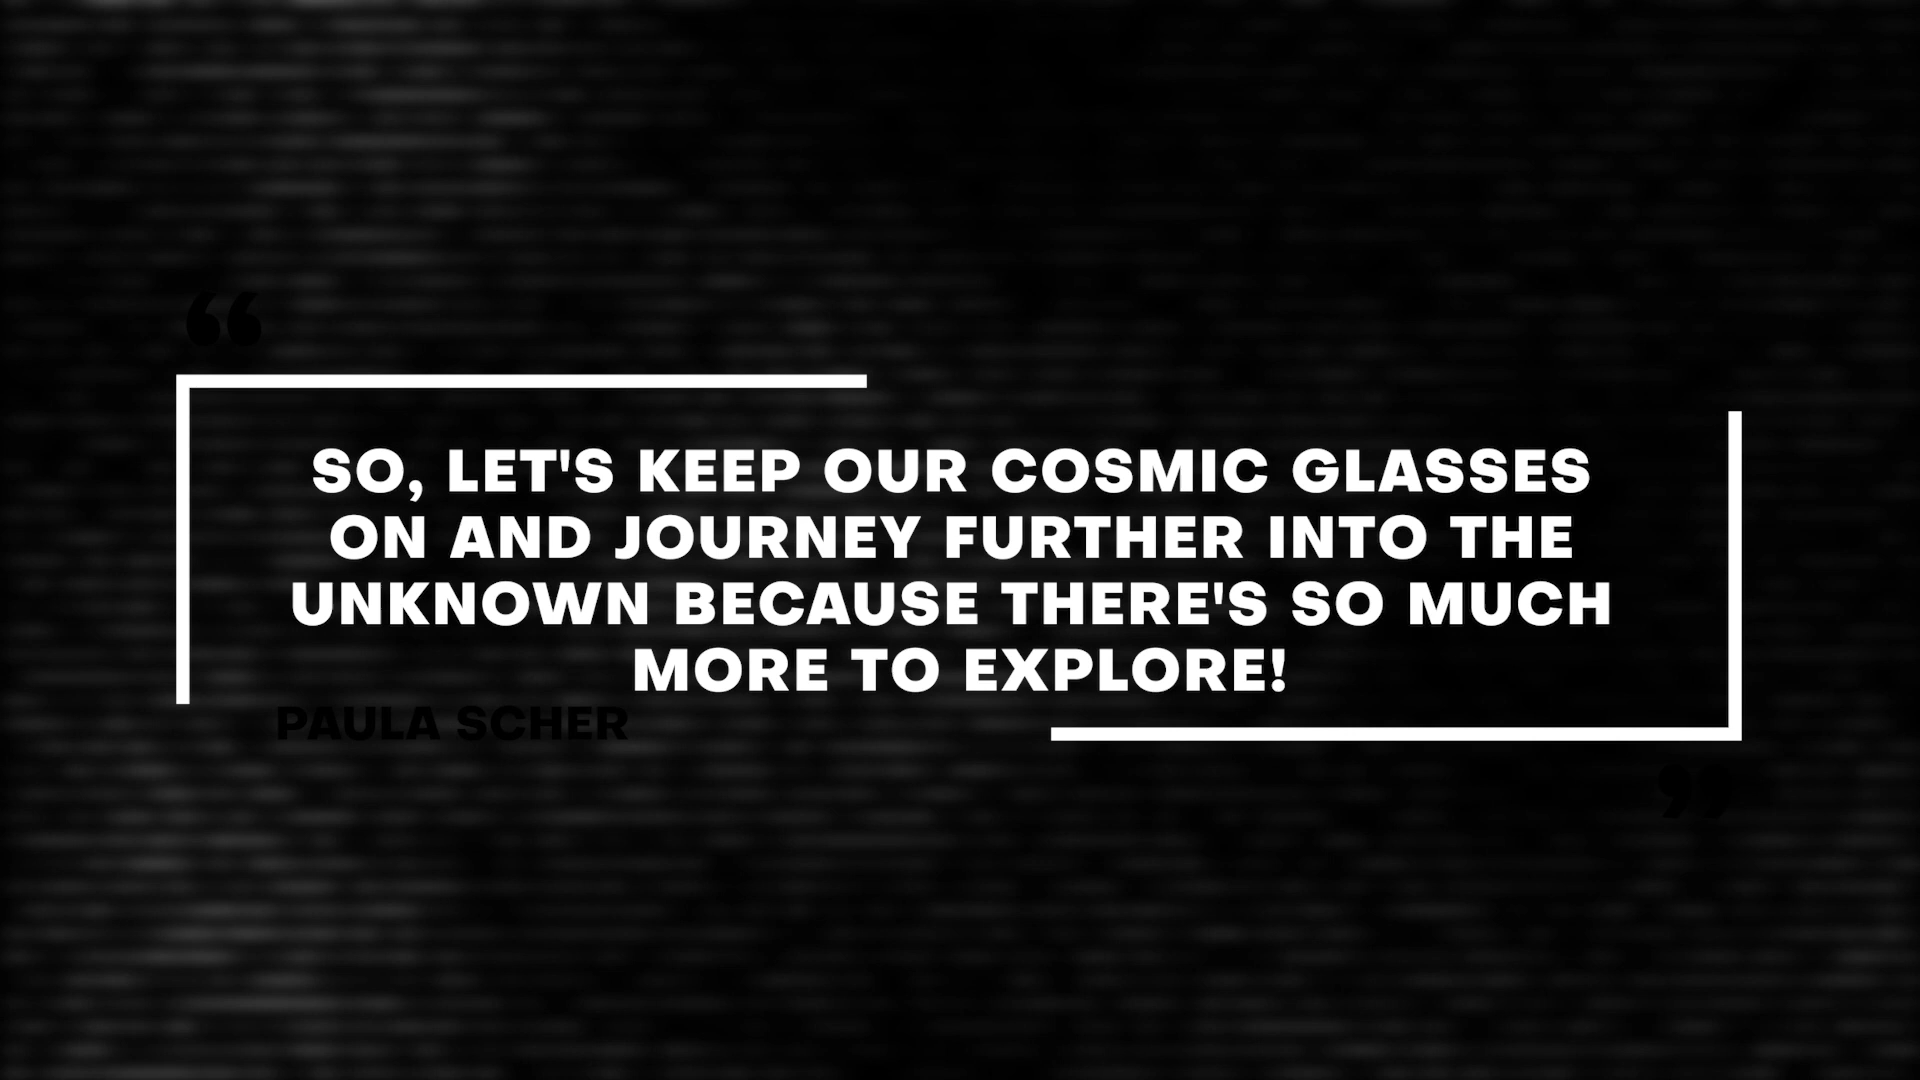 “
SO, LET'S KEEP OUR COSMIC GLASSES
ON AND JOURNEY FURTHER INTO THE
UNKNOWN BECAUSE THERE'S SO MUCH
MORE TO EXPLORE!
PAULA SCHER
”